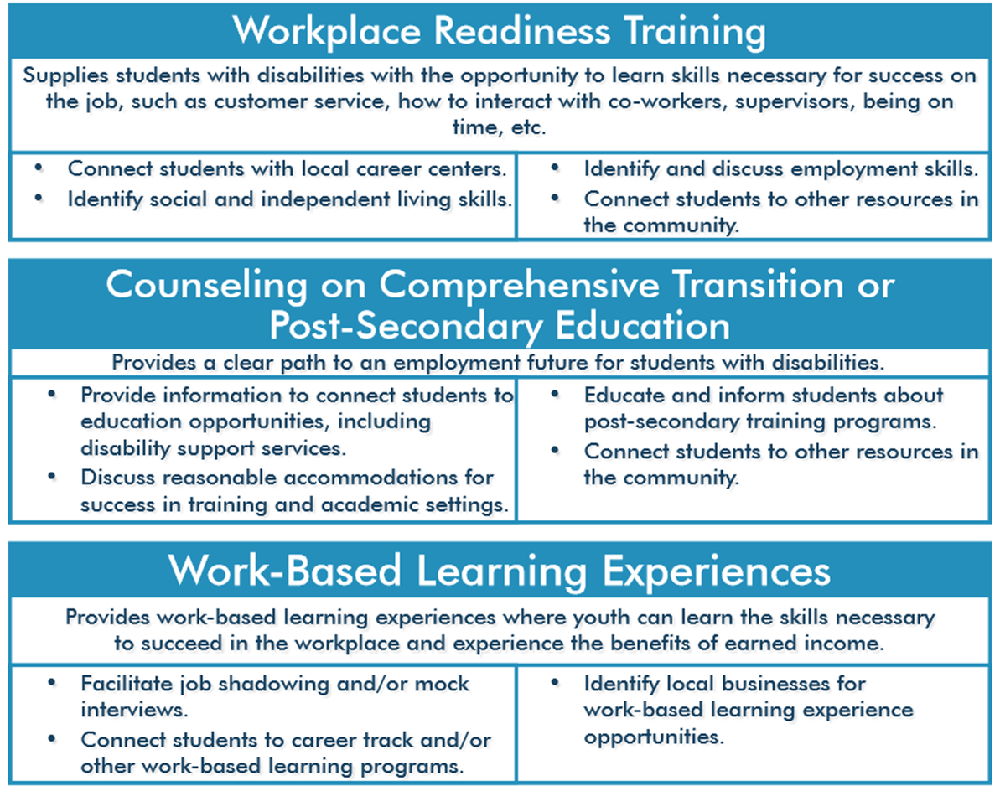 Workplace Readiness Training
Supplies students with disabilities with the opportunity to learn skills necessary for success on
the job, such as customer service, how to interact with co-workers, supervisors, being on
time, etc.
• Connect students with local career centers.
• Identify social and independent living skills.
• Identify and discuss employment skills.
• Connect students to other resources in
the community.
Counseling on Comprehensive Transition or
Post-Secondary Education
Provides a clear path to an employment future for students with disabilities.
• Provide information to connect students to
education opportunities, including
disability support services.
• Discuss reasonable accommodations for
success in training and academic settings.
• Educate and inform students about
post-secondary training programs.
• Connect students to other resources in
the community.
Work-Based Learning Experiences
Provides work-based learning experiences where youth can learn the skills necessary
to succeed in the workplace and experience the benefits of earned income.
• Facilitate job shadowing and/or mock
interviews.
• Connect students to career track and/or
other work-based learning programs.
• Identify local businesses for
work-based learning experience
opportunities.